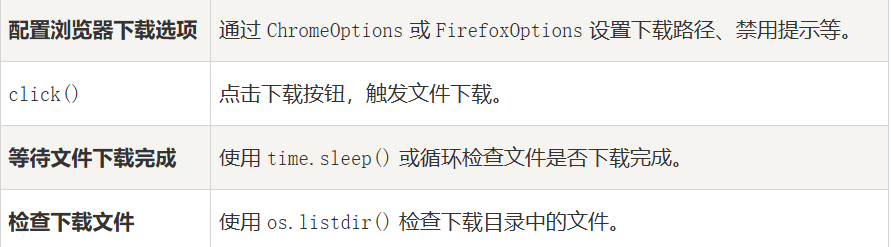 配置浏览器下载选项 通过 ChromeOptions 或 FirefoxOptions 设置下载路径、禁用提示等。
click() 点击下载按钮，触发文件下载。
等待文件下载完成 使用 time.sleep() 或循环检查文件是否下载完成。
检查下载文件 使用 os.listdir() 检查下载目录中的文件。